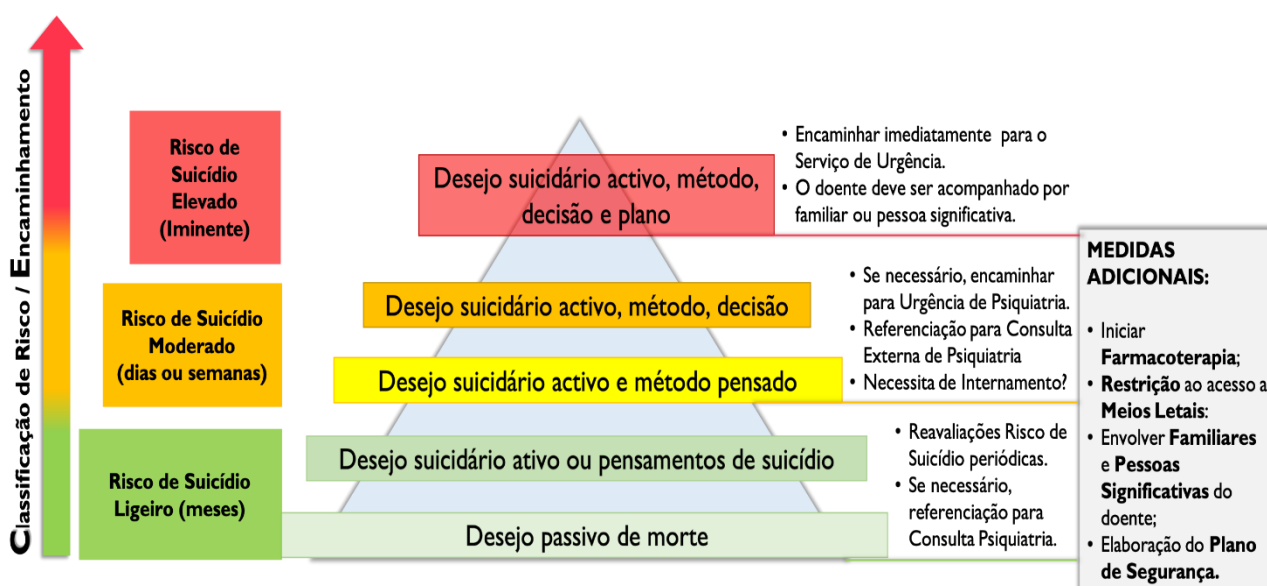 Classificação de Risco / Encaminhamento
Risco de
Suicídio
Elevado
(Iminente)
Desejo suicidário activo, método,
decisão e plano
• Encaminhar imediatamente para o
Serviço de Urgência.
• O doente deve ser acompanhado por
familiar ou pessoa significativa.
Risco de Suicídio
Moderado
(dias ou semanas)
Desejo suicidário activo, método, decisão
Desejo suicidário activo e método pensado
• Se necessário, encaminhar
para Urgência de Psiquiatria.
• Referenciação para Consulta
Externa de Psiquiatria
• Necessita de Internamento?
Risco de Suicídio
Ligeiro (meses)
Desejo suicidário ativo ou pensamentos de suicídio
Desejo passivo de morte
• Reavaliações Risco de
Suicídio periódicas.
• Se necessário,
referenciação para
Consulta Psiquiatria.
MEDIDAS
ADICIONAIS:
• Iniciar
Farmacoterapia;
• Restrição ao acesso a
Meios Letais:
• Envolver Familiares
e Pessoas
Significativas do
doente;
• Elaboração do Plano
de Segurança.